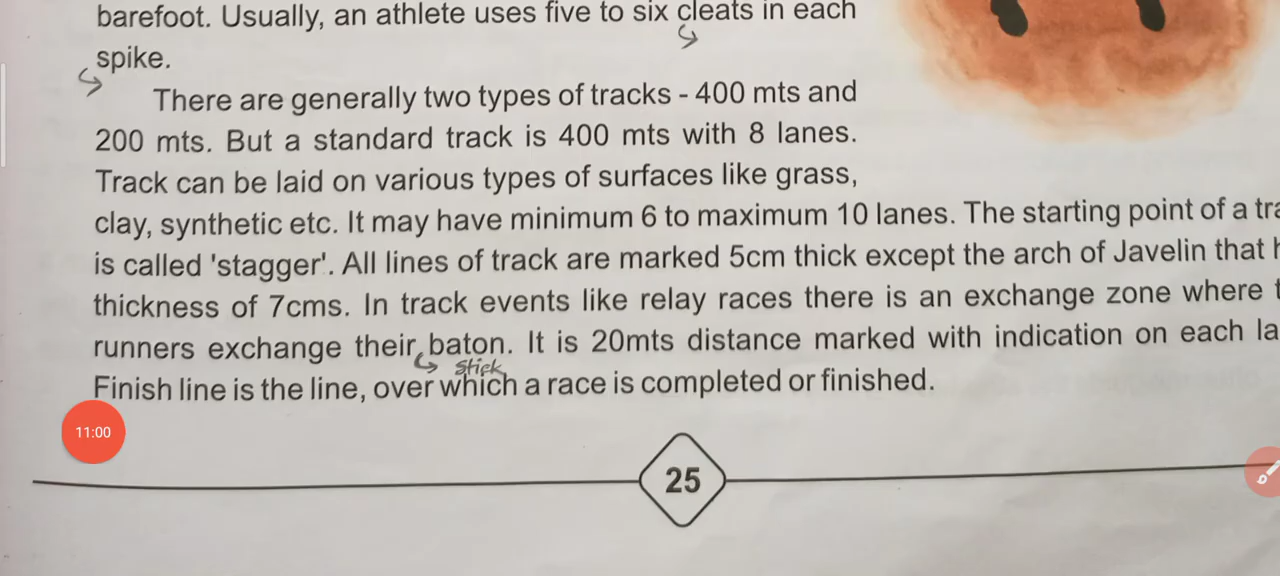 barefoot. Usually, an athlete uses five to six cleats in each
spike.
There are generally two types of tracks - 400 mts and
200 mts. But a standard track is 400 mts with 8 lanes.
Track can be laid on various types of surfaces like grass,
clay, synthetic etc. It may have minimum 6 to maximum 10 lanes. The starting point of a
is called 'stagger'. All lines of track are marked 5cm thick except the arch of Javelin that
thickness of 7cms. In track events like relay races there is an exchange zone where
runners exchange their baton. It is 20mts distance marked with indication on each
stick
Finish line is the line, over which a race is completed or finished.
11:00
25